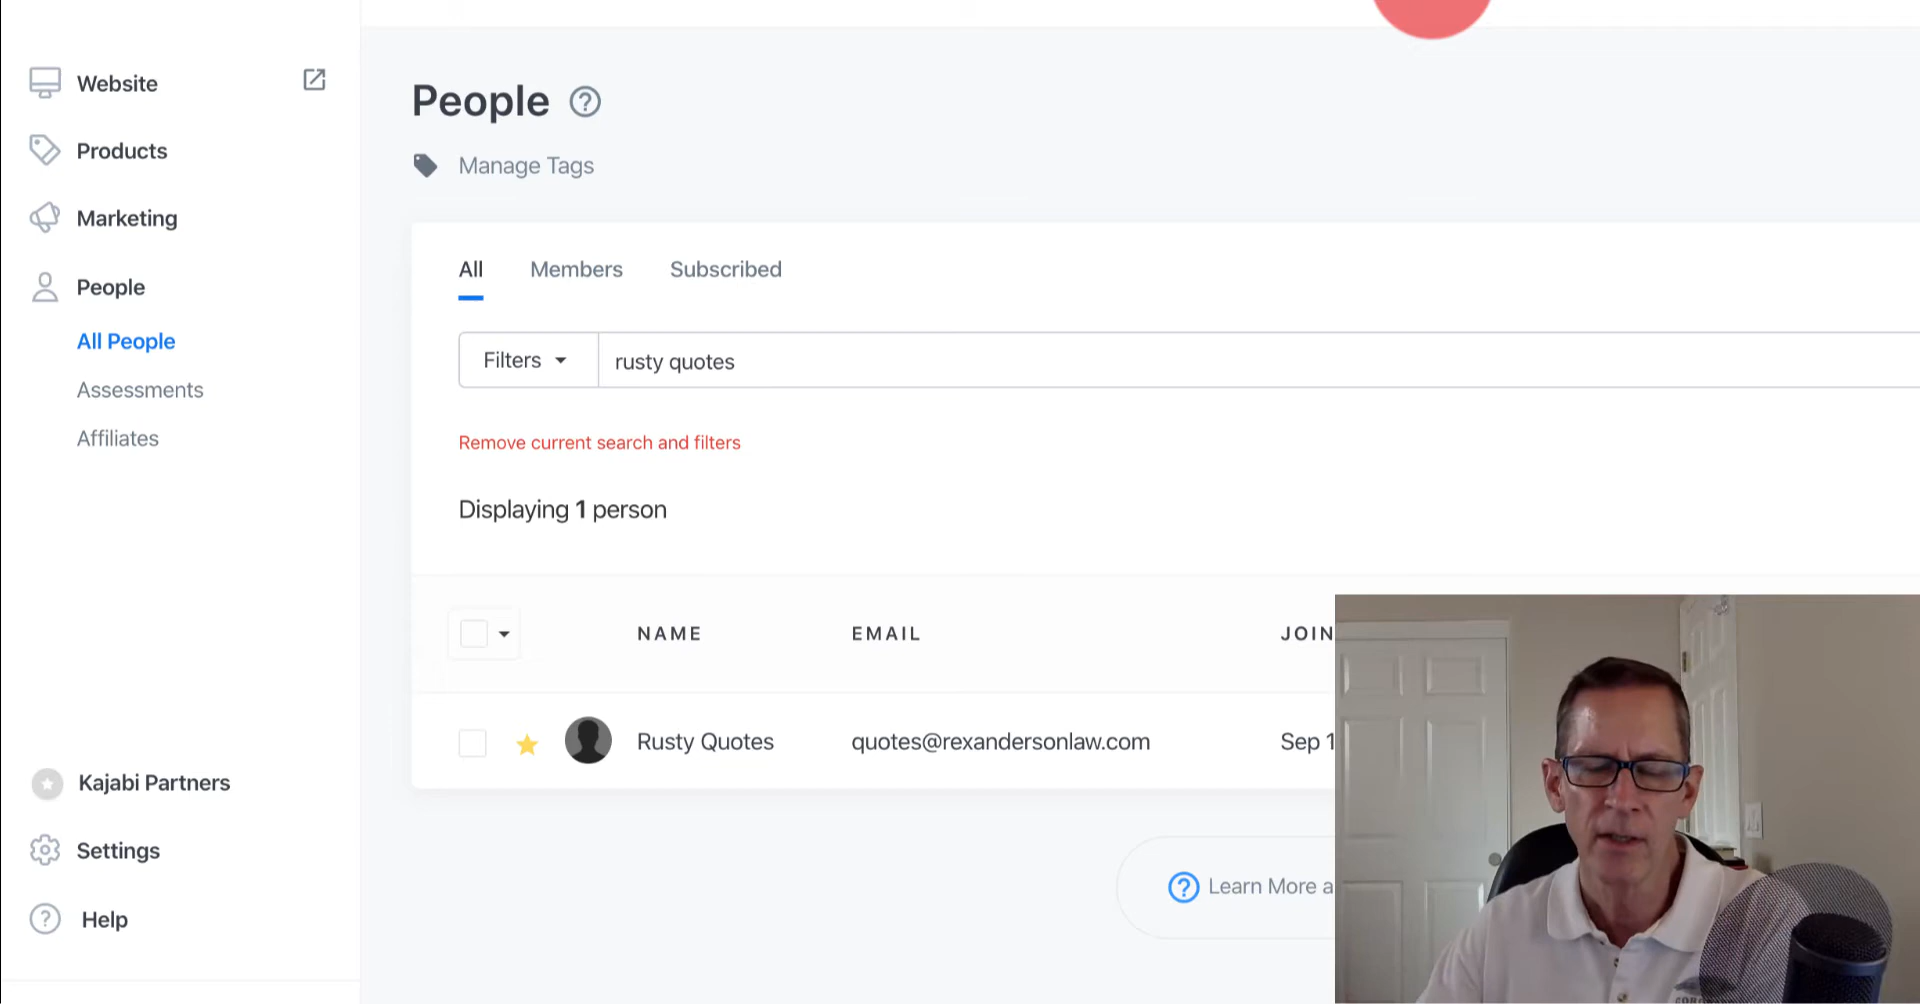 Website
Products
Marketing
People
All People
Assessments
Affiliates
Kajabi Partners
Settings
Help
People
Manage Tags
All Members Subscribed
Filters rusty quotes
Remove current search and filters
Displaying 1 person
NAME EMAIL JOIN
Rusty Quotes quotes@rexandersonlaw.com Sep 1
Learn More a